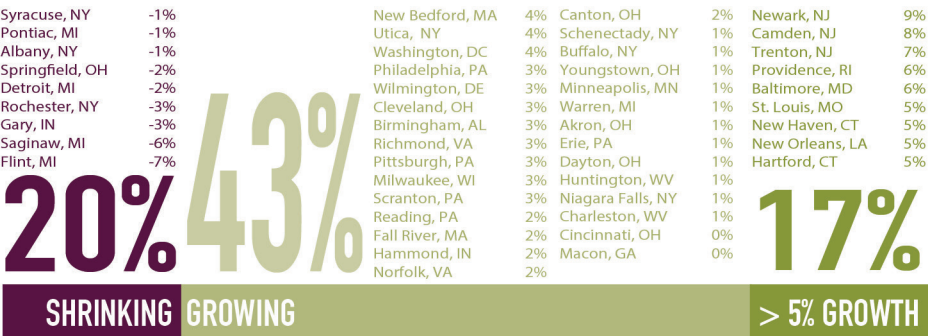 Syracuse, NY -1%
Pontiac, MI -1%
Albany, NY -1%
Springfield, OH -2%
Detroit, MI -2%
Rochester, NY -3%
Gary, IN -3%
Saginaw, MI -6%
Flint, MI -7%
20%
SHRINKING
43%
New Bedford, MA 4%
Utica, NY 4%
Washington, DC 4%
Philadelphia, PA 3%
Wilmington, DE 3%
Cleveland, OH 3%
Birmingham, AL 3%
Richmond, VA 3%
Pittsburgh, PA 3%
Milwaukee, WI 3%
Scranton, PA 3%
Reading, PA 2%
Fall River, MA 2%
Hammond, IN 2%
Norfolk, VA 2%
Canton, OH 2%
Schenectady, NY 1%
Buffalo, NY 1%
Youngstown, OH 1%
Minneapolis, MN 1%
Warren, MI 1%
Akron, OH 1%
Erie, PA 1%
Dayton, OH 1%
Huntington, WV 1%
Niagara Falls, NY 1%
Charleston, WV 1%
Cincinnati, OH 0%
Macon, GA 0%
GROWING
Newark, NJ 9%
Camden, NJ 8%
Trenton, NJ 7%
Providence, RI 6%
Baltimore, MD 6%
St. Louis, MO 5%
New Haven, CT 5%
New Orleans, LA 5%
Hartford, CT 5%
17%
> 5% GROWTH